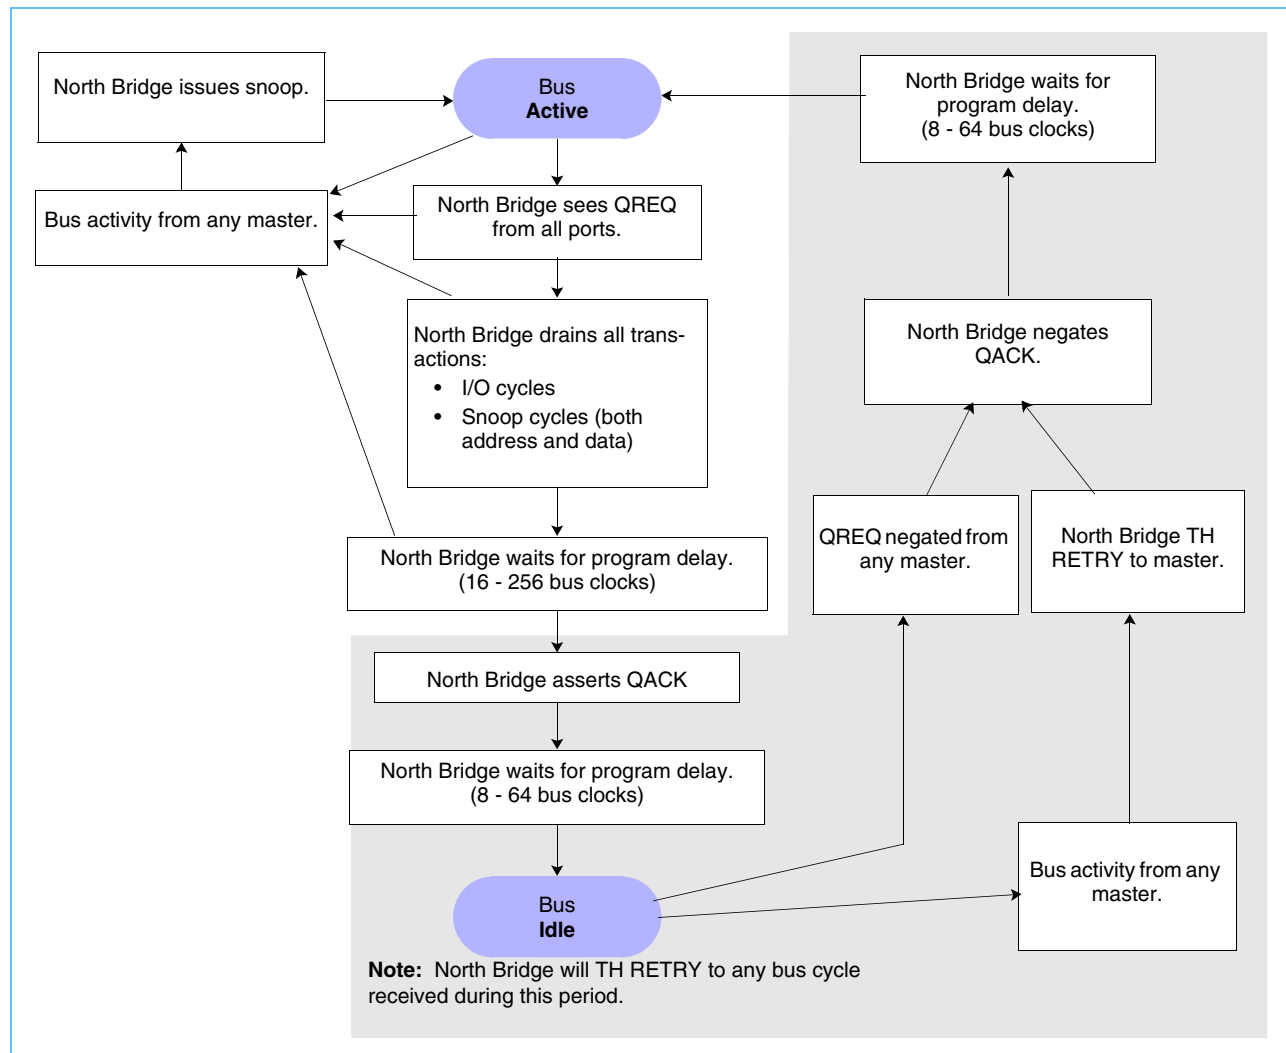 North Bridge issues snoop.
Bus
Active
North Bridge waits for
program delay.
(8 - 64 bus clocks)
Bus activity from any master.
North Bridge sees QREQ
from all ports.
North Bridge drains all trans-
actions:
• I/O cycles
• Snoop cycles (both
address and data)
North Bridge negates
QACK.
QREQ negated from
any master.
North Bridge TH
RETRY to master.
North Bridge waits for program delay.
(16 - 256 bus clocks)
North Bridge asserts QACK
North Bridge waits for program delay.
(8 - 64 bus clocks)
Bus activity from any
master.
Bus
Idle
Note: North Bridge will TH RETRY to any bus cycle
received during this period.